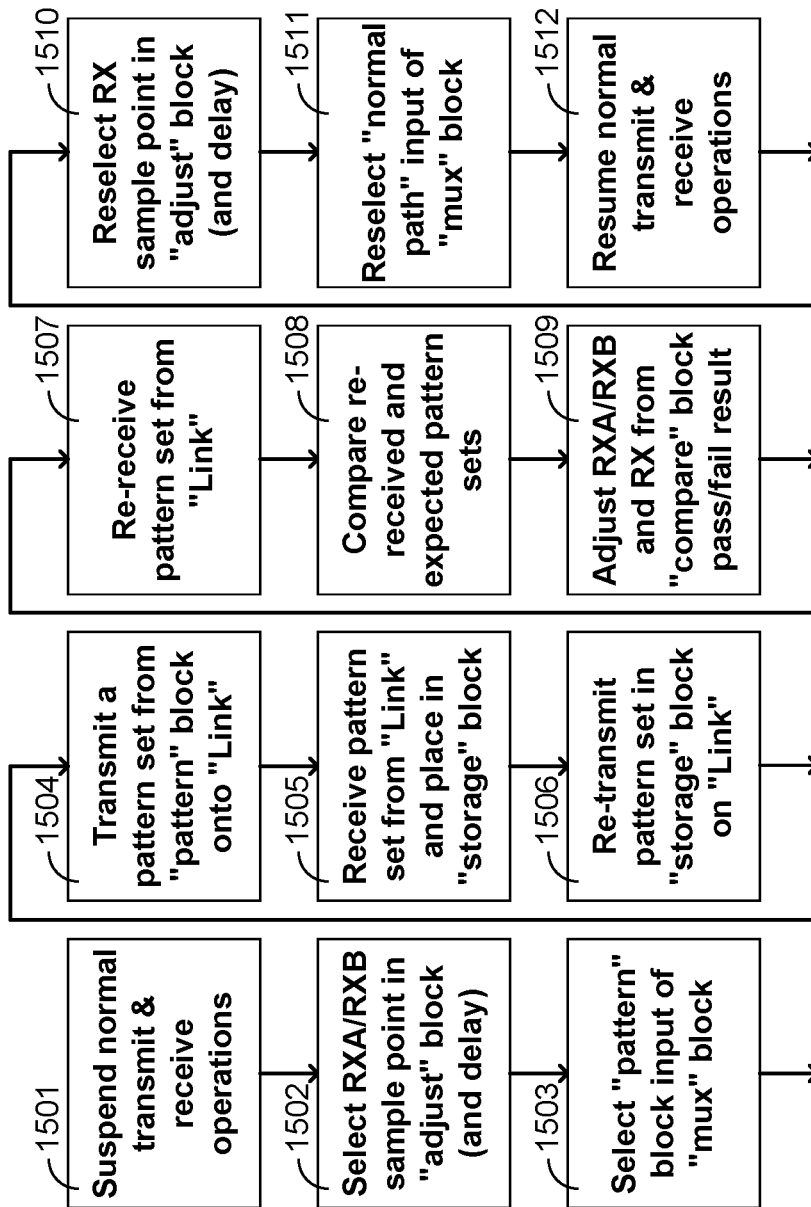 1501
Suspend normal
transmit &
receive
operations
1502
Select RXA/RXB
sample point in
"adjust" block
(and delay)
1503
Select "pattern"
block input of
"mux" block
1504
Transmit a
pattern set from
"pattern" block
onto "Link"
1505
Receive pattern
set from "Link"
and place in
"storage" block
1506
Re-transmit
pattern set in
"storage" block
on "Link"
1507
Re-receive
pattern set from
"Link"
1508
Compare re-
received and
expected pattern
sets
1509
Adjust RXA/RXB
and RX from
"compare" block
pass/fail result
1510
Reselect RX
sample point in
"adjust" block
(and delay)
1511
Reselect "normal
path" input of
"mux" block
1512
Resume normal
transmit &
receive
operations